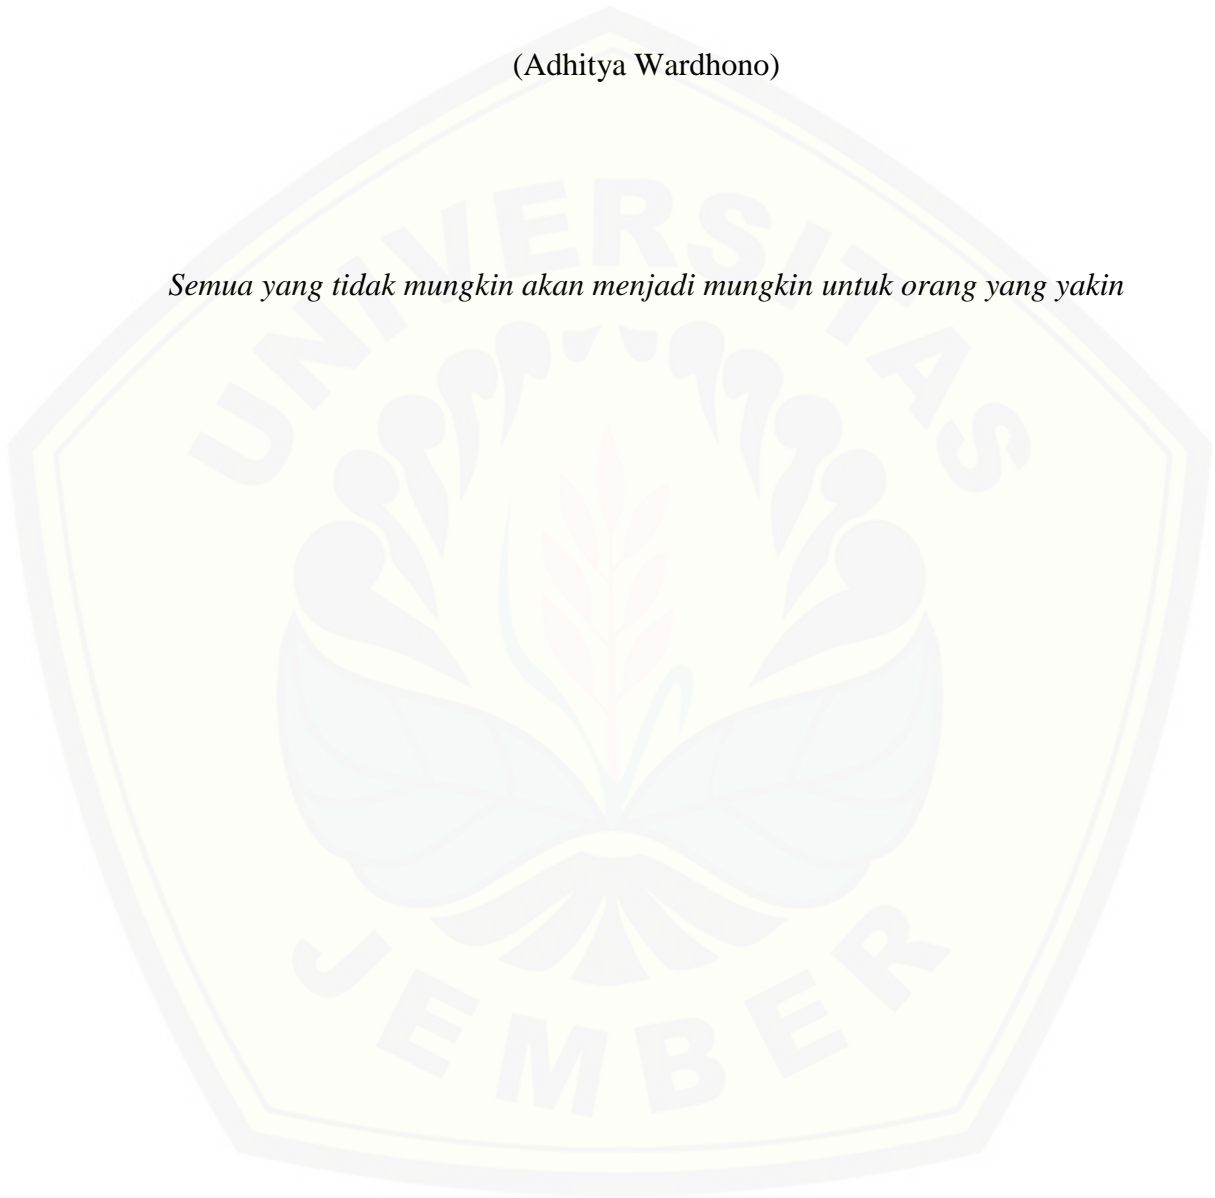 (Adhitya Wardhono)
Semua yang tidak mungkin akan menjadi mungkin untuk orang yang yakin
UNIVERSITAS
JEMBER